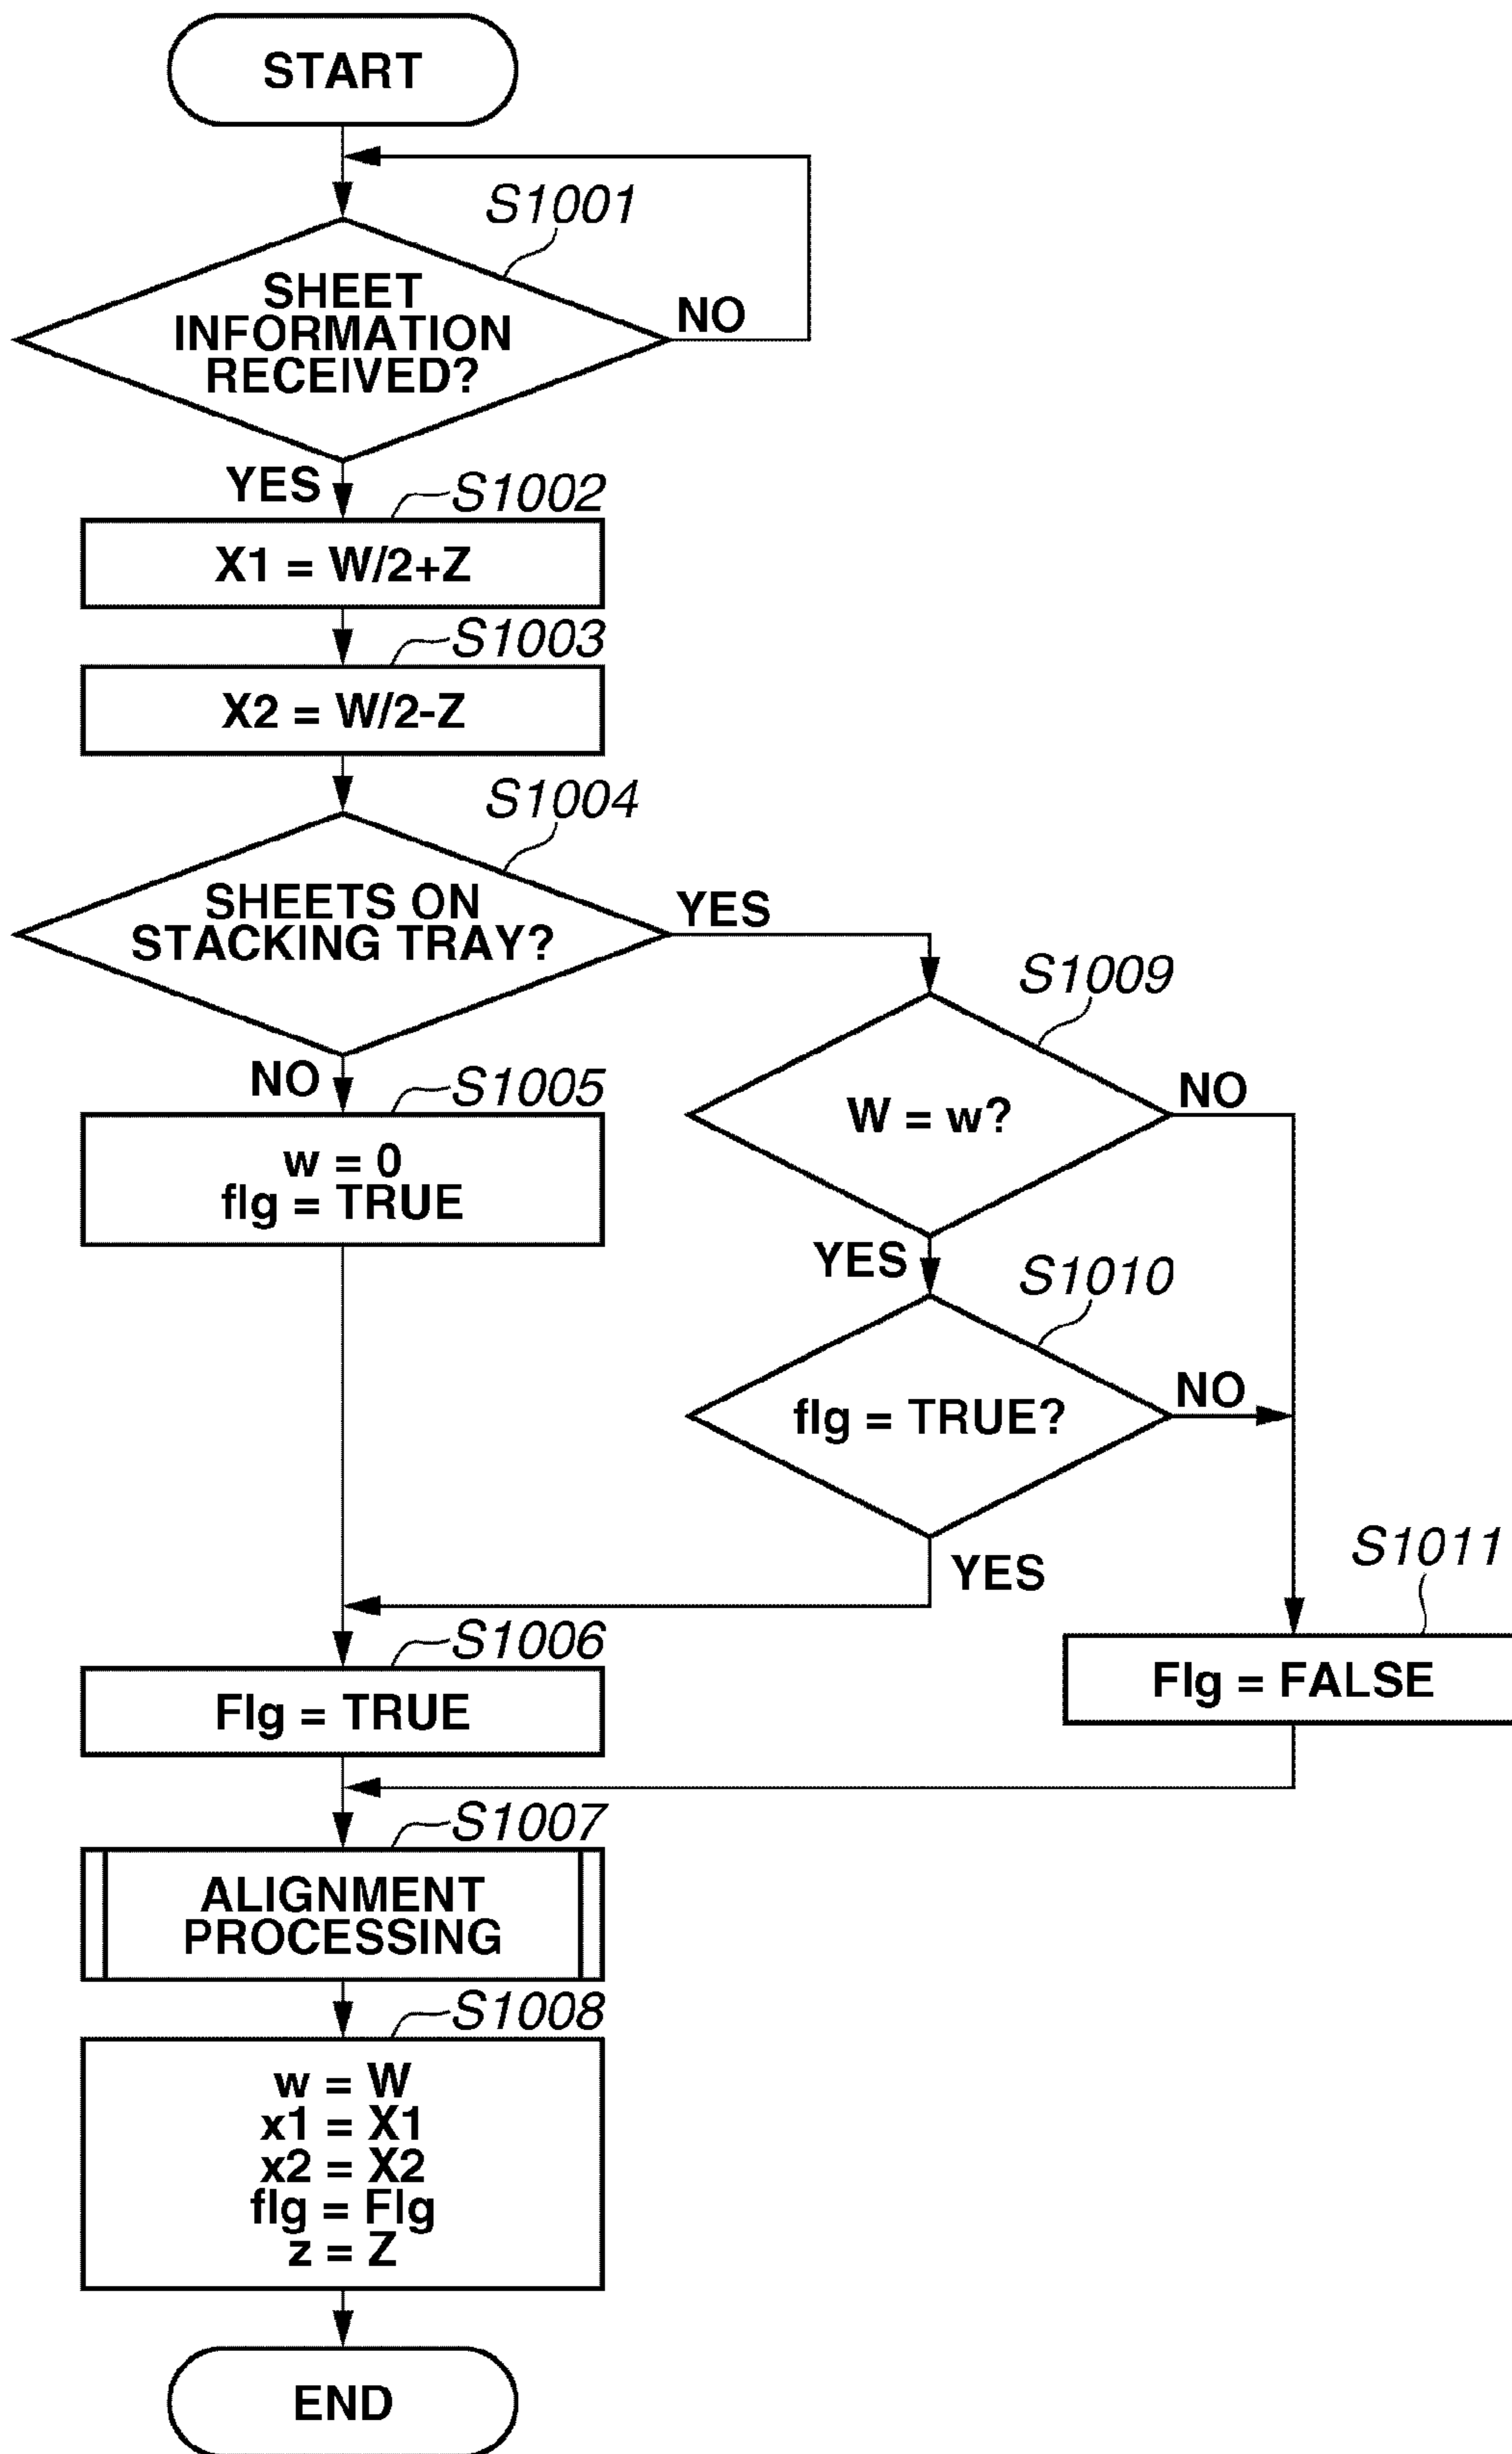 START
S1001
SHEET
INFORMATION
RECEIVED?
NO
YES
S1002
X1 = W/2+Z
S1003
X2 = W/2-Z
S1004
SHEETS ON
STACKING TRAY?
YES
NO
S1005
w = 0
flg = TRUE
S1009
W = w?
NO
YES
S1010
flg = TRUE?
NO
YES
S1011
Flg = FALSE
S1006
Flg = TRUE
S1007
ALIGNMENT
PROCESSING
S1008
w = W
x1 = X1
x2 = X2
flg = Flg
z = Z
END